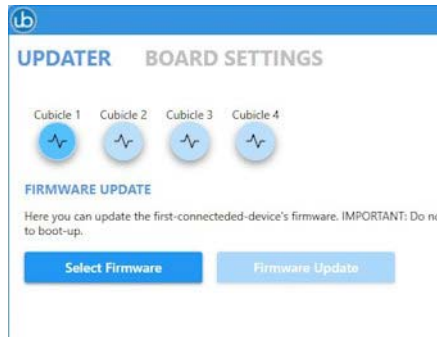 ub
UPDATER BOARD SETTINGS
Cubicle 1 Cubicle 2 Cubicle 3 Cubicle 4
FIRMWARE UPDATE
Here you can update the first-connecteded-device's firmware. IMPORTANT: Do no
to boot-up.
Select Firmware Firmware Update